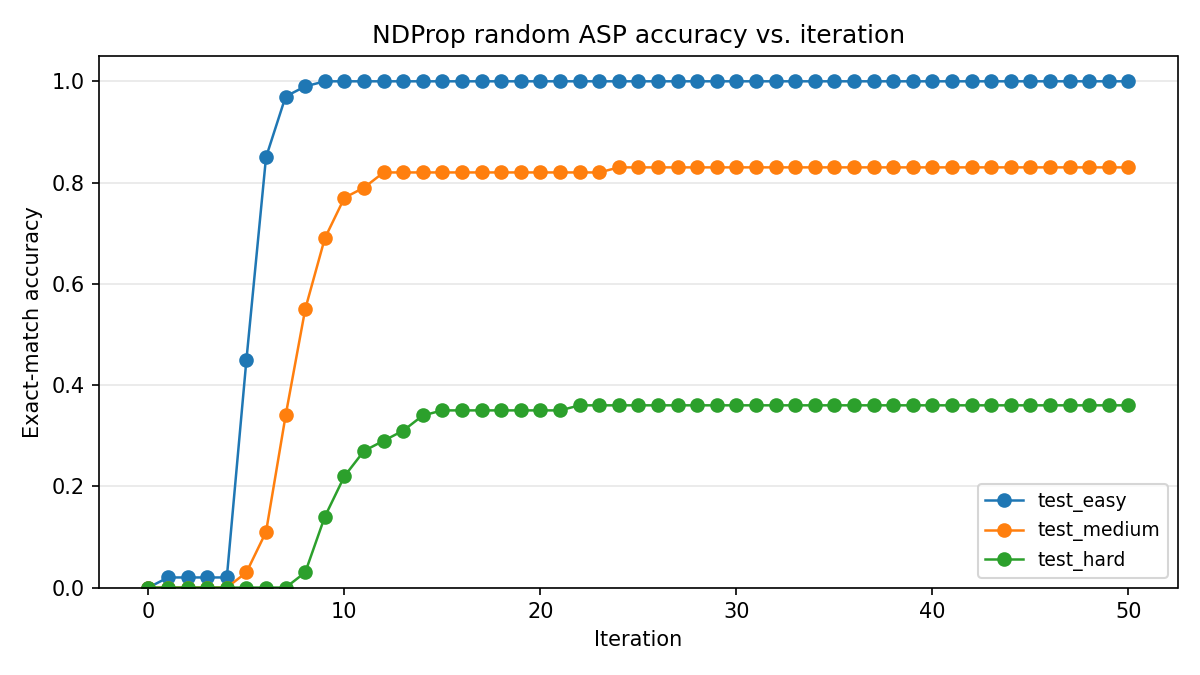 NDProp random ASP accuracy vs. iteration
Exact-match accuracy
1.0
0.8
0.6
0.4
0.2
0.0
0 10 20 30 40 50
Iteration
test_easy
test_medium
test_hard